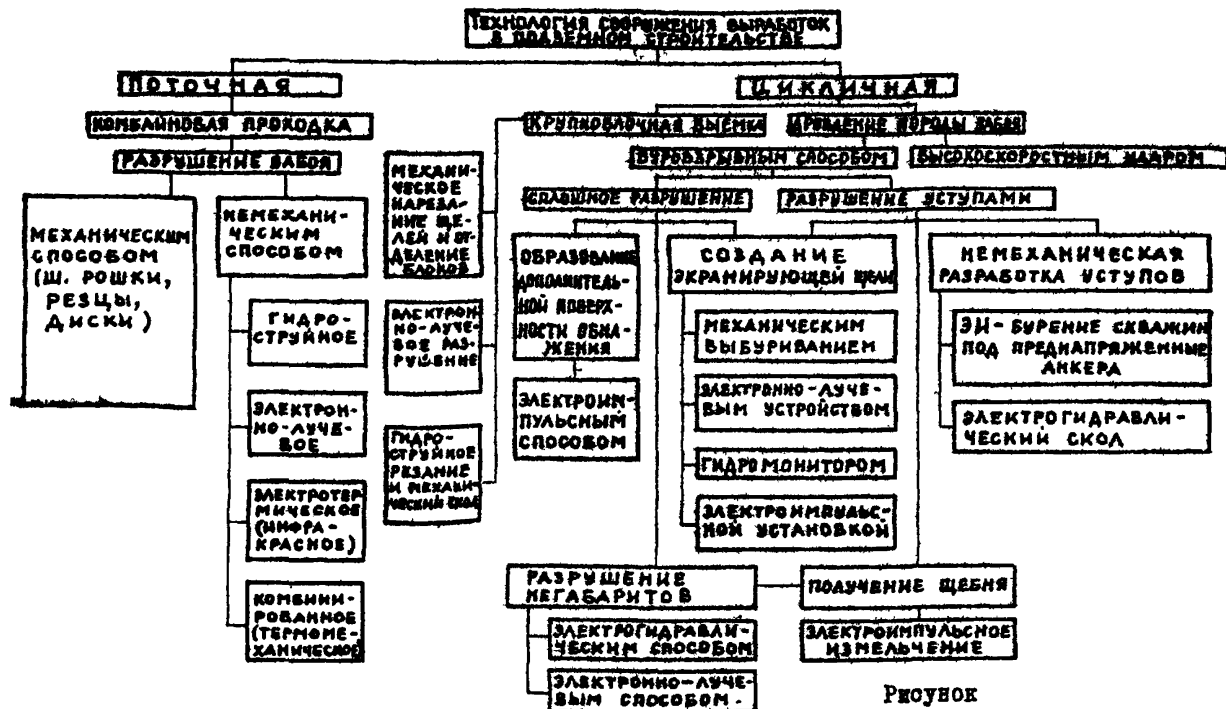 ТЕХНОЛОГИЯ СООРУЖЕНИЯ ВЫРАБОТОК
В ПОДЗЕМНОМ СТРОИТЕЛЬСТВЕ
ПОТОЧНАЯ
ЦИКЛИЧНАЯ
КОМБАЙНОВАЯ ПРОХОДКА
КРУПНОБЛОЧНАЯ ВЫЕМКА
ДРОБЛЕНИЕ ПОРОДЫ ЗАБОЯ
РАЗРУШЕНИЕ ЗАБОЯ
БУРОВЗРЫВНЫМ СПОСОБОМ
ВЫСОКОСКОРОСТНЫМ УДАРОМ
МЕХАНИЧЕСКИМ
СПОСОБОМ
(Ш. РОШКИ,
РЕЗЦЫ,
ДИСКИ)
НЕМЕХАНИ-
ЧЕСКИМ
СПОСОБОМ
ГИДРО-
СТРУЙНОЕ
ЭЛЕКТРОН-
НО-ЛУЧЕ-
ВОЕ
ЭЛЕКТРОТЕР-
МИЧЕСКОЕ
(ИНФРА-
КРАСНОЕ)
КОМБИНИ-
РОВАННОЕ
(ТЕРМОМЕ-
ХАНИЧЕСКОЕ
МЕХАНИ-
ЧЕСКОЕ
НАРЕЗА-
НИЕ ЩЕ-
ЛЕЙ И ОТ
ДЕЛЕНИЕ
БЛОКОВ
ЭЛЕКТРОН
НО-ЛУЧЕ-
ВОЕ РАЗ-
РУШЕНИЕ
ГИДРО-
СТРУЙНОЕ
РЕЗАНИЕ
И МЕХАНИ-
ЧЕСКИЙ СКОЛ
СПЛОШНОЕ РАЗРУШЕНИЕ
РАЗРУШЕНИЕ УСТУПАМИ
ОБРАЗОВАНИЕ
ДОПОЛНИТЕЛЬ-
НОЙ ПОВЕРХ-
НОСТИ ОБНА-
ЖЕНИЯ
ЭЛЕКТРОИМ-
ПУЛЬСНЫМ
СПОСОБОМ
СОЗДАНИЕ
ЭКРАНИРУЮЩЕЙ ЩЕЛИ
МЕХАНИЧЕСКИМ
ВЫБУРИВАНИЕМ
ЭЛЕКТРОННО-ЛУЧЕ-
ВЫМ УСТРОЙСТВОМ
ГИДРОМОНИТОРОМ
ЭЛЕКТРОИМПУЛЬС-
НОЙ УСТАНОВКОЙ
НЕМЕХАНИЧЕСКАЯ
РАЗРАБОТКА УСТУПОВ
ЭИ-БУРЕНИЕ СКВАЖИН
ПОД ПРЕДНАПРЯЖЕННЫЕ
АНКЕРА
ЭЛЕКТРОГИДРАВЛИ-
ЧЕСКИЙ СКОЛ
РАЗРУШЕНИЕ
НЕГАБАРИТОВ
ПОЛУЧЕНИЕ ЩЕБНЯ
ЭЛЕКТРОГИДРАВЛИ-
ЧЕСКИМ СПОСОБОМ
ЭЛЕКТРОИМПУЛЬСНОЕ
ИЗМЕЛЬЧЕНИЕ
ЭЛЕКТРОННО-ЛУЧЕ-
ВЫМ СПОСОБОМ.
Рисунок